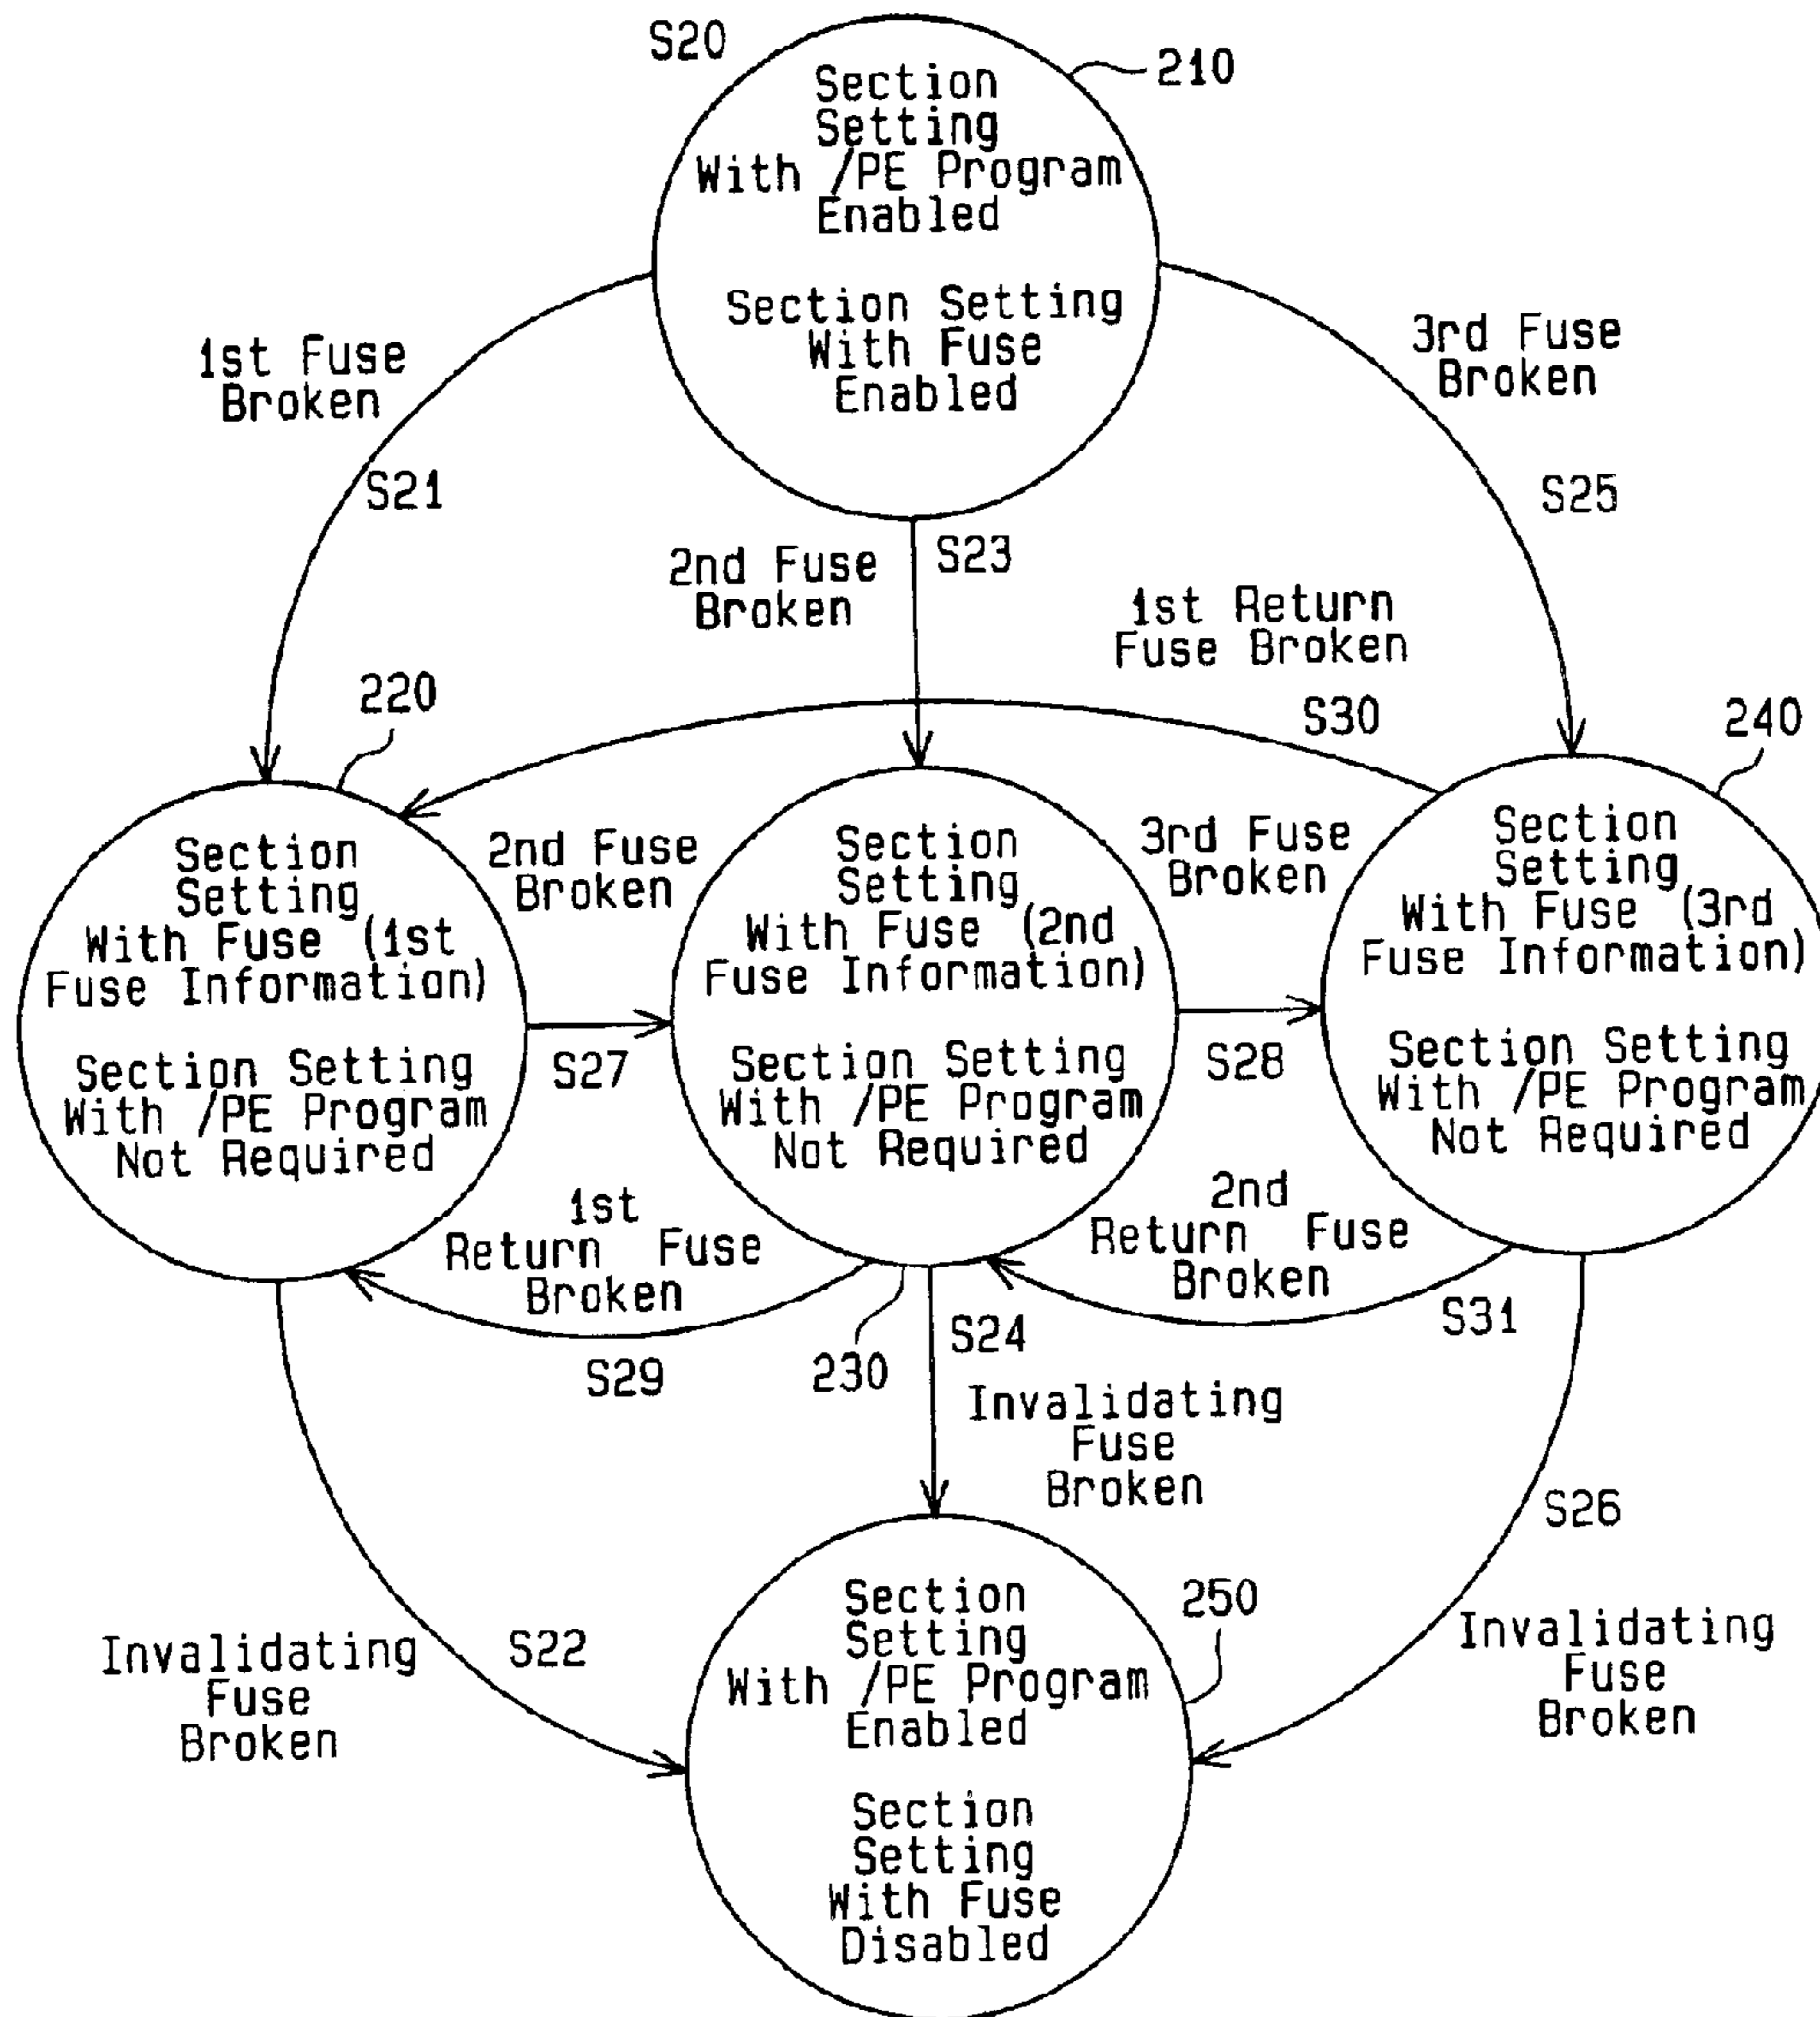 S20
210
Section
Setting
With /PE Program
Enabled
Section Setting
With Fuse
Enabled
1st Fuse
Broken
S21
3rd Fuse
Broken
S25
2nd Fuse
Broken
S23
1st Return
Fuse Broken
S30
220
240
Section
Setting
With Fuse (1st
Fuse Information)
Section Setting
With /PE Program
Not Required
2nd Fuse
Broken
S27
Section
Setting
With Fuse (2nd
Fuse Information)
Section Setting
With /PE Program
Not Required
3rd Fuse
Broken
S28
Section
Setting
With Fuse (3rd
Fuse Information)
Section Setting
With /PE Program
Not Required
1st
Return Fuse
Broken
S29
230
S24
2nd
Return Fuse
Broken
S31
Invalidating
Fuse
Broken
S26
Invalidating
Fuse
Broken
S22
Invalidating
Fuse
Broken
250
Section
Setting
With /PE Program
Enabled
Section
Setting
With Fuse
Disabled